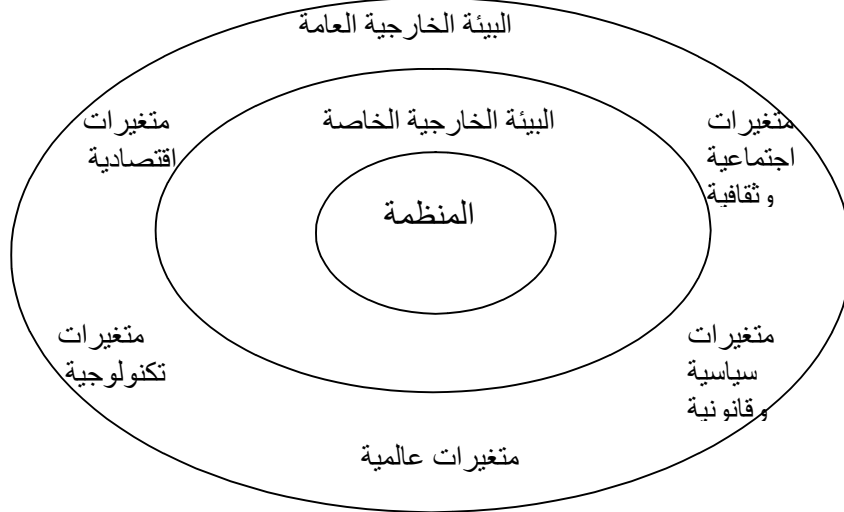 البيئة الخارجية العامة
البيئة الخارجية الخاصة
المنظمة
متغيرات
اجتماعية
وثقافية
متغيرات
اقتصادية
متغيرات
سياسية
وقانونية
متغيرات
تكنولوجية
متغيرات عالمية